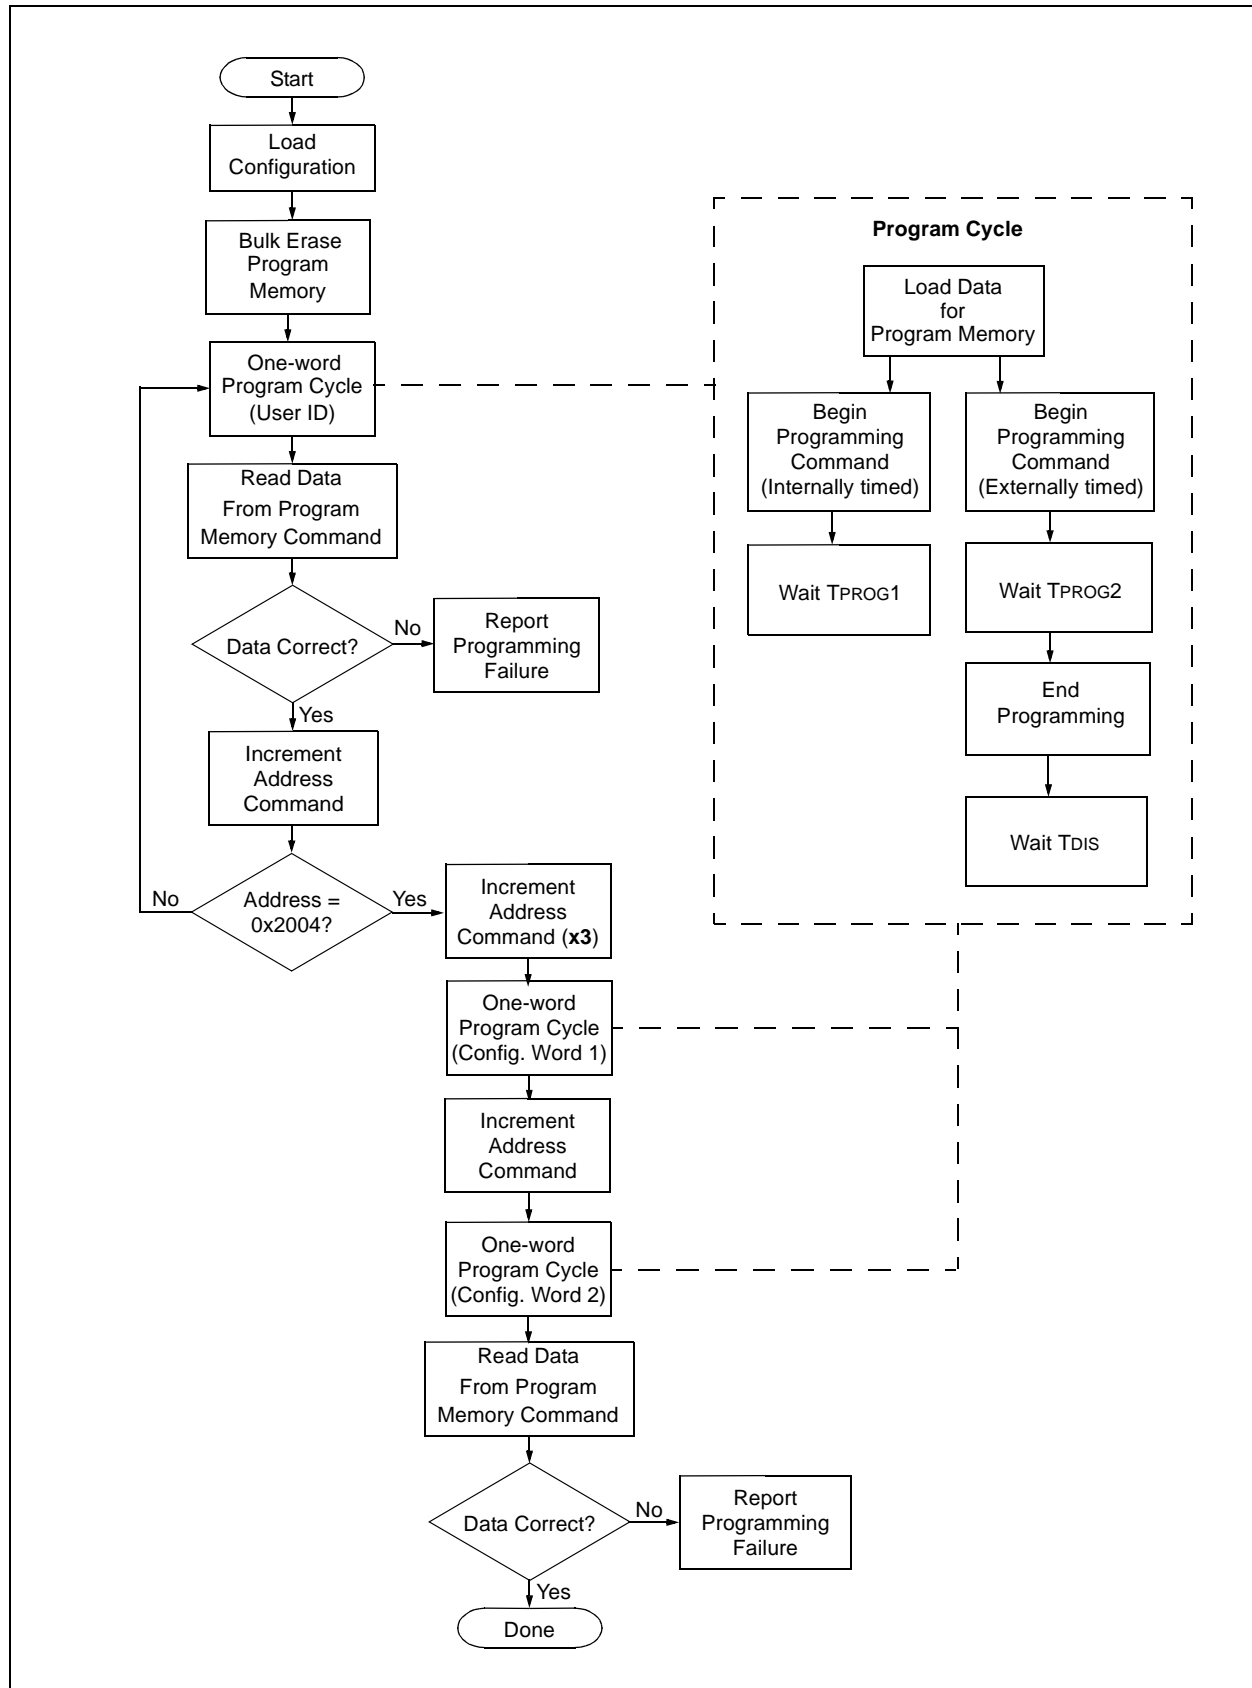 Start
Load
Configuration
Bulk Erase
Program
Memory
One-word
Program Cycle
(User ID)
Read Data
From Program
Memory Command
Data Correct?
No
Report
Programming
Failure
Yes
Increment
Address
Command
Address =
0x2004?
No
Yes
Increment
Address
Command (x3)
One-word
Program Cycle
(Config. Word 1)
Increment
Address
Command
One-word
Program Cycle
(Config. Word 2)
Read Data
From Program
Memory Command
Data Correct?
No
Report
Programming
Failure
Yes
Done
Program Cycle
Load Data
for
Program Memory
Begin
Programming
Command
(Internally timed)
Wait TPROG1
Begin
Programming
Command
(Externally timed)
Wait TPROG2
End
Programming
Wait TDIS